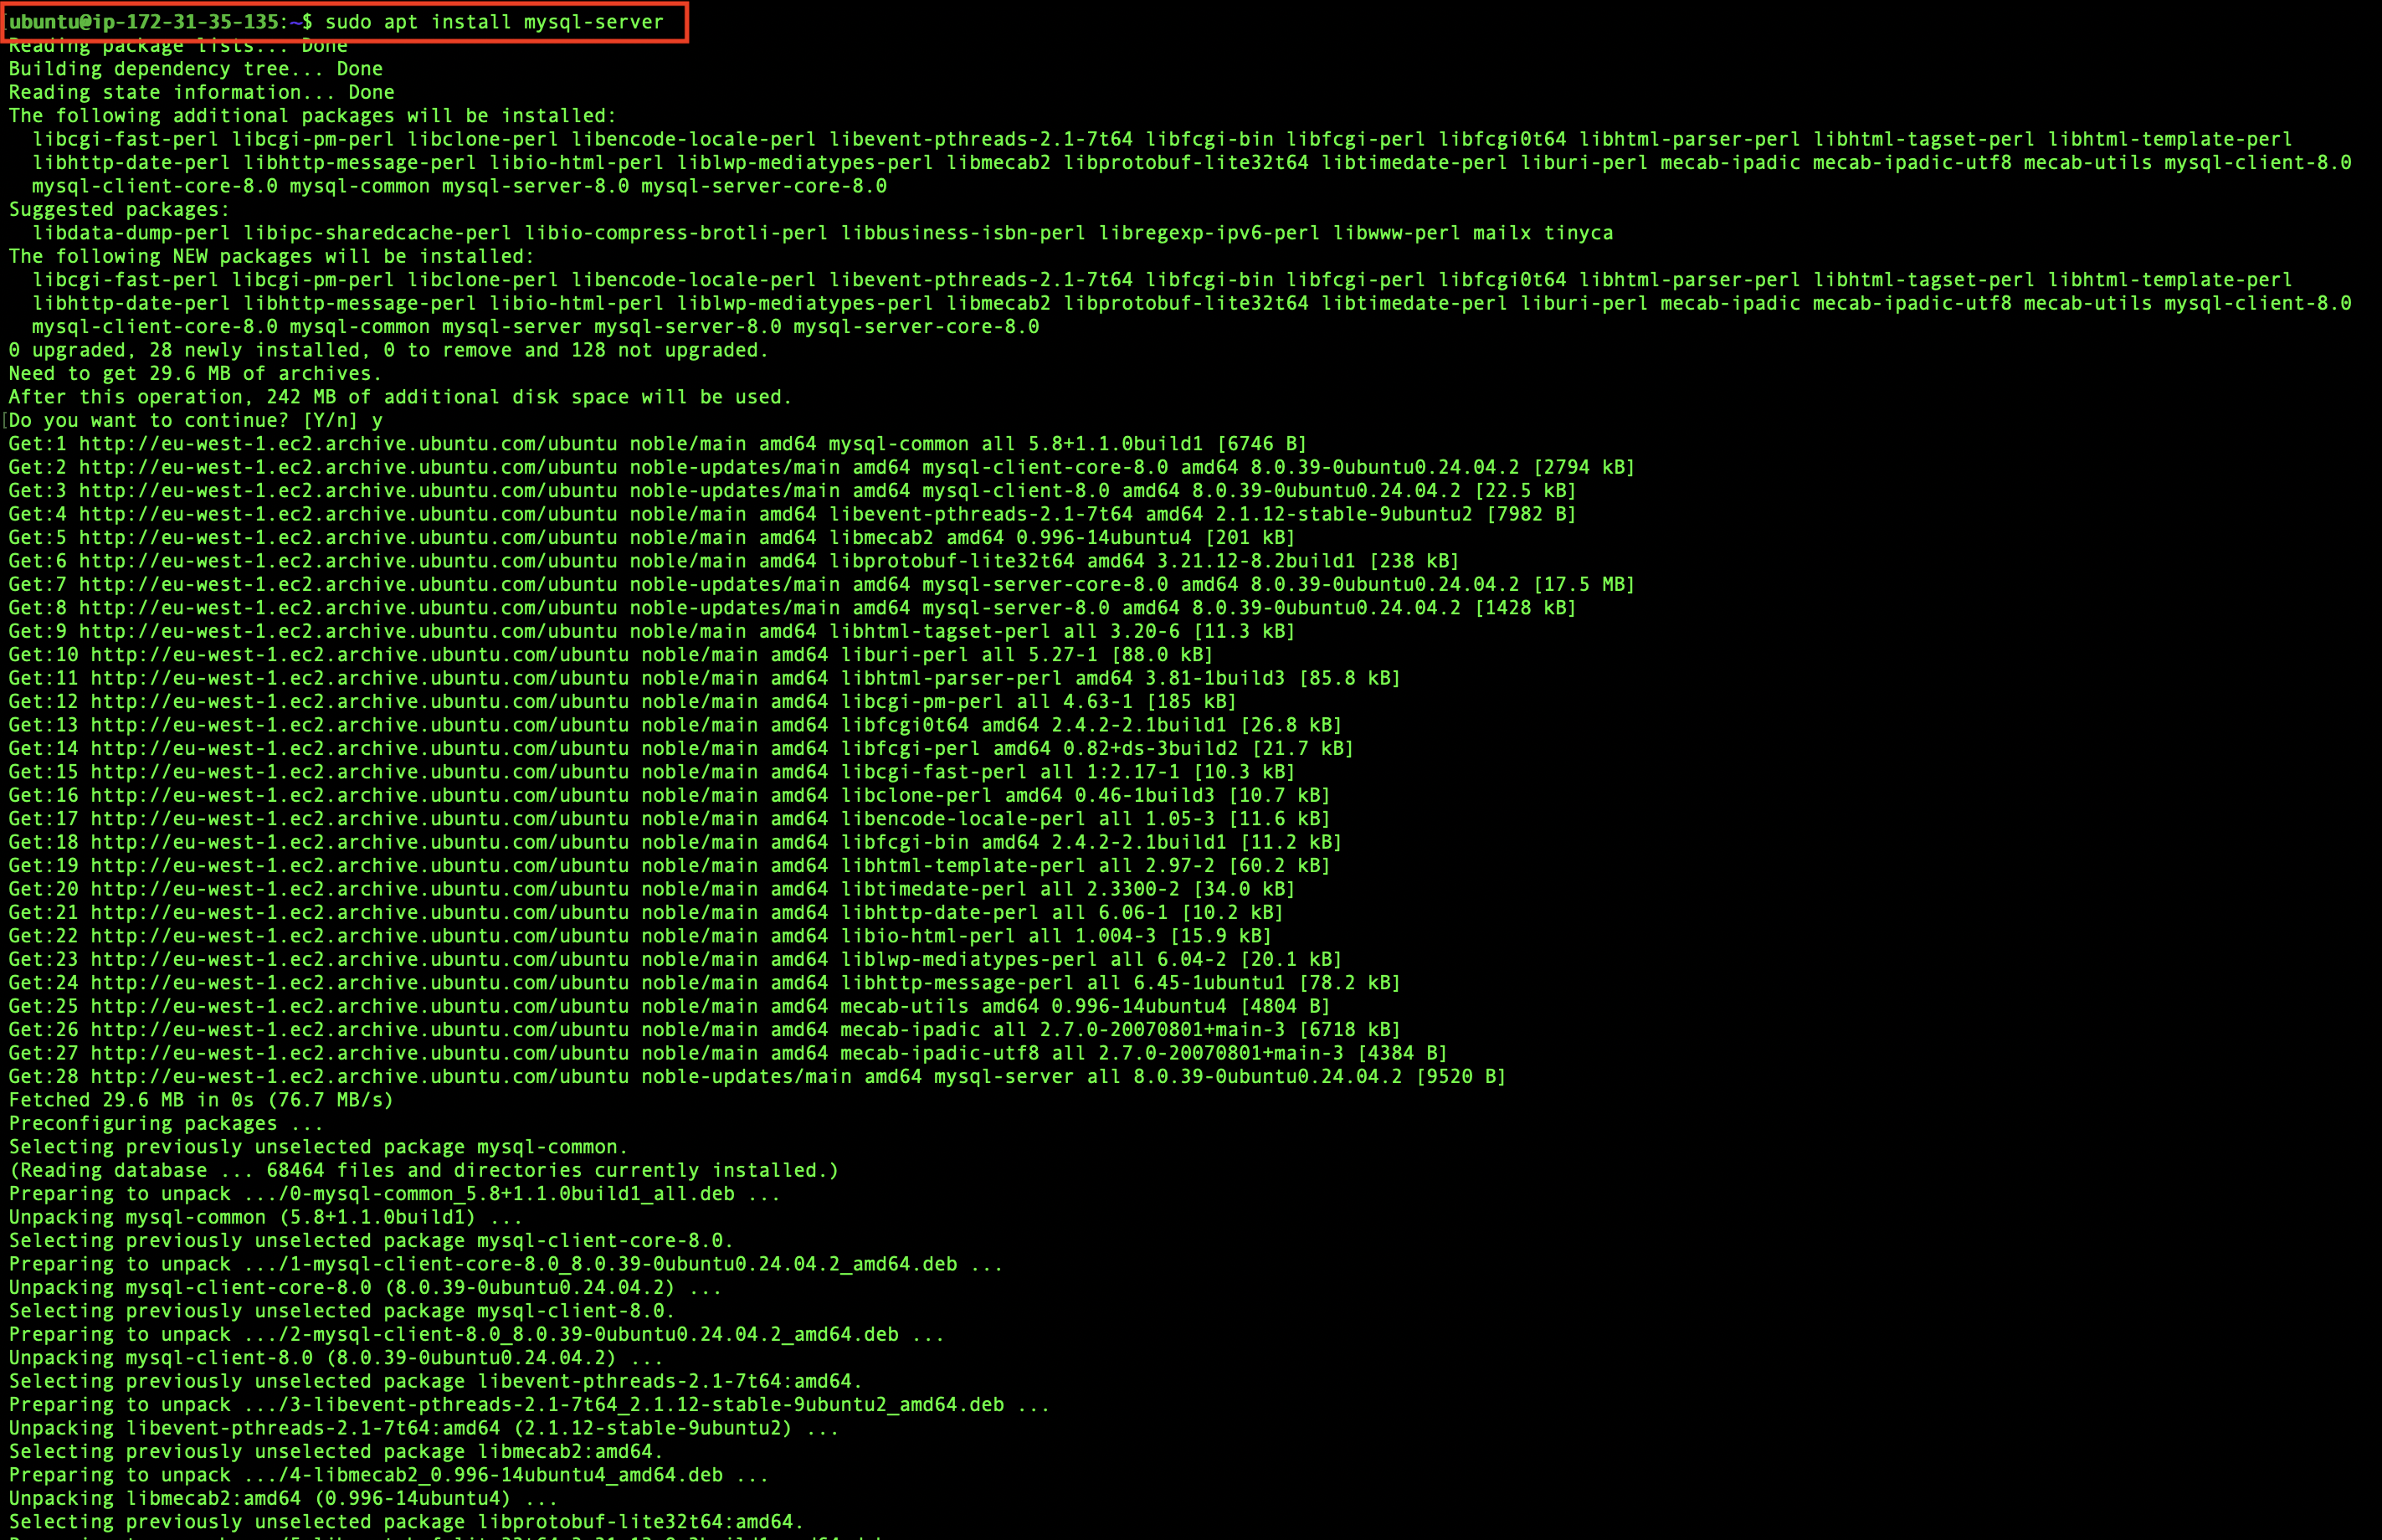 ubuntu@ip-172-31-35-135:~$ sudo apt install mysql-server
Reading package lists... Done
Building dependency tree... Done
Reading state information... Done
The following additional packages will be installed:
  libcgi-fast-perl libcgi-pm-perl libclone-perl libencode-locale-perl libevent-pthreads-2.1-7t64 libfcgi-bin libfcgi-perl libfcgi0t64 libhtml-parser-perl libhtml-tagset-perl libhtml-template-perl
  libhttp-date-perl libhttp-message-perl libio-html-perl liblwp-mediatypes-perl libmecab2 libprotobuf-lite32t64 libtimedate-perl liburi-perl mecab-ipadic mecab-ipadic-utf8 mecab-utils mysql-client-8.0
  mysql-client-core-8.0 mysql-common mysql-server-8.0 mysql-server-core-8.0
Suggested packages:
  libdata-dump-perl libipc-sharedcache-perl libio-compress-brotli-perl libbusiness-isbn-perl libregexp-ipv6-perl libwww-perl mailx tinyca
The following NEW packages will be installed:
  libcgi-fast-perl libcgi-pm-perl libclone-perl libencode-locale-perl libevent-pthreads-2.1-7t64 libfcgi-bin libfcgi-perl libfcgi0t64 libhtml-parser-perl libhtml-tagset-perl libhtml-template-perl
  libhttp-date-perl libhttp-message-perl libio-html-perl liblwp-mediatypes-perl libmecab2 libprotobuf-lite32t64 libtimedate-perl liburi-perl mecab-ipadic mecab-ipadic-utf8 mecab-utils mysql-client-8.0
  mysql-client-core-8.0 mysql-common mysql-server mysql-server-8.0 mysql-server-core-8.0
0 upgraded, 28 newly installed, 0 to remove and 128 not upgraded.
Need to get 29.6 MB of archives.
After this operation, 242 MB of additional disk space will be used.
Do you want to continue? [Y/n] y
Get:1 http://eu-west-1.ec2.archive.ubuntu.com/ubuntu noble/main amd64 mysql-common all 5.8+1.1.0build1 [6746 B]
Get:2 http://eu-west-1.ec2.archive.ubuntu.com/ubuntu noble-updates/main amd64 mysql-client-core-8.0 amd64 8.0.39-0ubuntu0.24.04.2 [2794 kB]
Get:3 http://eu-west-1.ec2.archive.ubuntu.com/ubuntu noble-updates/main amd64 mysql-client-8.0 amd64 8.0.39-0ubuntu0.24.04.2 [22.5 kB]
Get:4 http://eu-west-1.ec2.archive.ubuntu.com/ubuntu noble/main amd64 libevent-pthreads-2.1-7t64 amd64 2.1.12-stable-9ubuntu2 [7982 B]
Get:5 http://eu-west-1.ec2.archive.ubuntu.com/ubuntu noble/main amd64 libmecab2 amd64 0.996-14ubuntu4 [201 kB]
Get:6 http://eu-west-1.ec2.archive.ubuntu.com/ubuntu noble/main amd64 libprotobuf-lite32t64 amd64 3.21.12-8.2build1 [238 kB]
Get:7 http://eu-west-1.ec2.archive.ubuntu.com/ubuntu noble-updates/main amd64 mysql-server-core-8.0 amd64 8.0.39-0ubuntu0.24.04.2 [17.5 MB]
Get:8 http://eu-west-1.ec2.archive.ubuntu.com/ubuntu noble-updates/main amd64 mysql-server-8.0 amd64 8.0.39-0ubuntu0.24.04.2 [1428 kB]
Get:9 http://eu-west-1.ec2.archive.ubuntu.com/ubuntu noble/main amd64 libhtml-tagset-perl all 3.20-6 [11.3 kB]
Get:10 http://eu-west-1.ec2.archive.ubuntu.com/ubuntu noble/main amd64 liburi-perl all 5.27-1 [88.0 kB]
Get:11 http://eu-west-1.ec2.archive.ubuntu.com/ubuntu noble/main amd64 libhtml-parser-perl amd64 3.81-1build3 [85.8 kB]
Get:12 http://eu-west-1.ec2.archive.ubuntu.com/ubuntu noble/main amd64 libcgi-pm-perl all 4.63-1 [185 kB]
Get:13 http://eu-west-1.ec2.archive.ubuntu.com/ubuntu noble/main amd64 libfcgi0t64 amd64 2.4.2-2.1build1 [26.8 kB]
Get:14 http://eu-west-1.ec2.archive.ubuntu.com/ubuntu noble/main amd64 libfcgi-perl amd64 0.82+ds-3build2 [21.7 kB]
Get:15 http://eu-west-1.ec2.archive.ubuntu.com/ubuntu noble/main amd64 libcgi-fast-perl all 1:2.17-1 [10.3 kB]
Get:16 http://eu-west-1.ec2.archive.ubuntu.com/ubuntu noble/main amd64 libclone-perl amd64 0.46-1build3 [10.7 kB]
Get:17 http://eu-west-1.ec2.archive.ubuntu.com/ubuntu noble/main amd64 libencode-locale-perl all 1.05-3 [11.6 kB]
Get:18 http://eu-west-1.ec2.archive.ubuntu.com/ubuntu noble/main amd64 libfcgi-bin amd64 2.4.2-2.1build1 [11.2 kB]
Get:19 http://eu-west-1.ec2.archive.ubuntu.com/ubuntu noble/main amd64 libhtml-template-perl all 2.97-2 [60.2 kB]
Get:20 http://eu-west-1.ec2.archive.ubuntu.com/ubuntu noble/main amd64 libtimedate-perl all 2.3300-2 [34.0 kB]
Get:21 http://eu-west-1.ec2.archive.ubuntu.com/ubuntu noble/main amd64 libhttp-date-perl all 6.06-1 [10.2 kB]
Get:22 http://eu-west-1.ec2.archive.ubuntu.com/ubuntu noble/main amd64 libio-html-perl all 1.004-3 [15.9 kB]
Get:23 http://eu-west-1.ec2.archive.ubuntu.com/ubuntu noble/main amd64 liblwp-mediatypes-perl all 6.04-2 [20.1 kB]
Get:24 http://eu-west-1.ec2.archive.ubuntu.com/ubuntu noble/main amd64 libhttp-message-perl all 6.45-1ubuntu1 [78.2 kB]
Get:25 http://eu-west-1.ec2.archive.ubuntu.com/ubuntu noble/main amd64 mecab-utils amd64 0.996-14ubuntu4 [4804 B]
Get:26 http://eu-west-1.ec2.archive.ubuntu.com/ubuntu noble/main amd64 mecab-ipadic all 2.7.0-20070801+main-3 [6718 kB]
Get:27 http://eu-west-1.ec2.archive.ubuntu.com/ubuntu noble/main amd64 mecab-ipadic-utf8 all 2.7.0-20070801+main-3 [4384 B]
Get:28 http://eu-west-1.ec2.archive.ubuntu.com/ubuntu noble-updates/main amd64 mysql-server all 8.0.39-0ubuntu0.24.04.2 [9520 B]
Fetched 29.6 MB in 0s (76.7 MB/s)
Preconfiguring packages ...
Selecting previously unselected package mysql-common.
(Reading database ... 68464 files and directories currently installed.)
Preparing to unpack .../0-mysql-common_5.8+1.1.0build1_all.deb ...
Unpacking mysql-common (5.8+1.1.0build1) ...
Selecting previously unselected package mysql-client-core-8.0.
Preparing to unpack .../1-mysql-client-core-8.0_8.0.39-0ubuntu0.24.04.2_amd64.deb ...
Unpacking mysql-client-core-8.0 (8.0.39-0ubuntu0.24.04.2) ...
Selecting previously unselected package mysql-client-8.0.
Preparing to unpack .../2-mysql-client-8.0_8.0.39-0ubuntu0.24.04.2_amd64.deb ...
Unpacking mysql-client-8.0 (8.0.39-0ubuntu0.24.04.2) ...
Selecting previously unselected package libevent-pthreads-2.1-7t64:amd64.
Preparing to unpack .../3-libevent-pthreads-2.1-7t64_2.1.12-stable-9ubuntu2_amd64.deb ...
Unpacking libevent-pthreads-2.1-7t64:amd64 (2.1.12-stable-9ubuntu2) ...
Selecting previously unselected package libmecab2:amd64.
Preparing to unpack .../4-libmecab2_0.996-14ubuntu4_amd64.deb ...
Unpacking libmecab2:amd64 (0.996-14ubuntu4) ...
Selecting previously unselected package libprotobuf-lite32t64:amd64.